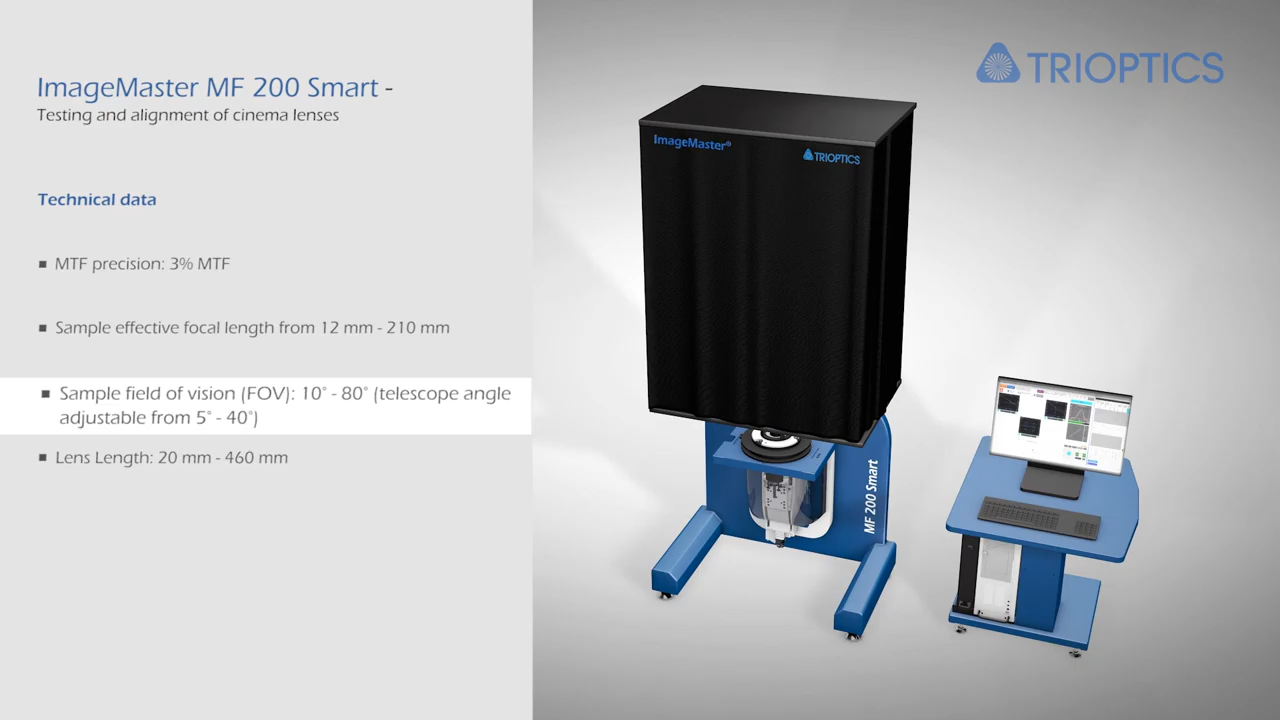 ImageMaster MF 200 Smart -
Testing and alignment of cinema lenses
Technical data
▪ MTF precision: 3% MTF
▪ Sample effective focal length from 12 mm - 210 mm
▪ Sample field of vision (FOV): 10° - 80° (telescope angle
adjustable from 5° - 40°)
▪ Lens Length: 20 mm - 460 mm
TRIOPTICS
ImageMaster®
TRIOPTICS
MF 200 Smart